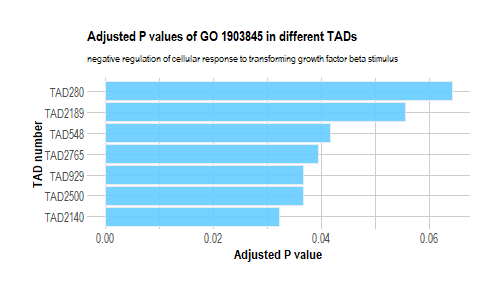 Adjusted P values of GO 1903845 in different TADs
negative regulation of cellular response to transforming growth factor beta stimulus
TAD number
TAD280
TAD2189
TAD548
TAD2765
TAD929
TAD2500
TAD2140
0.00 0.02 0.04 0.06
Adjusted P value